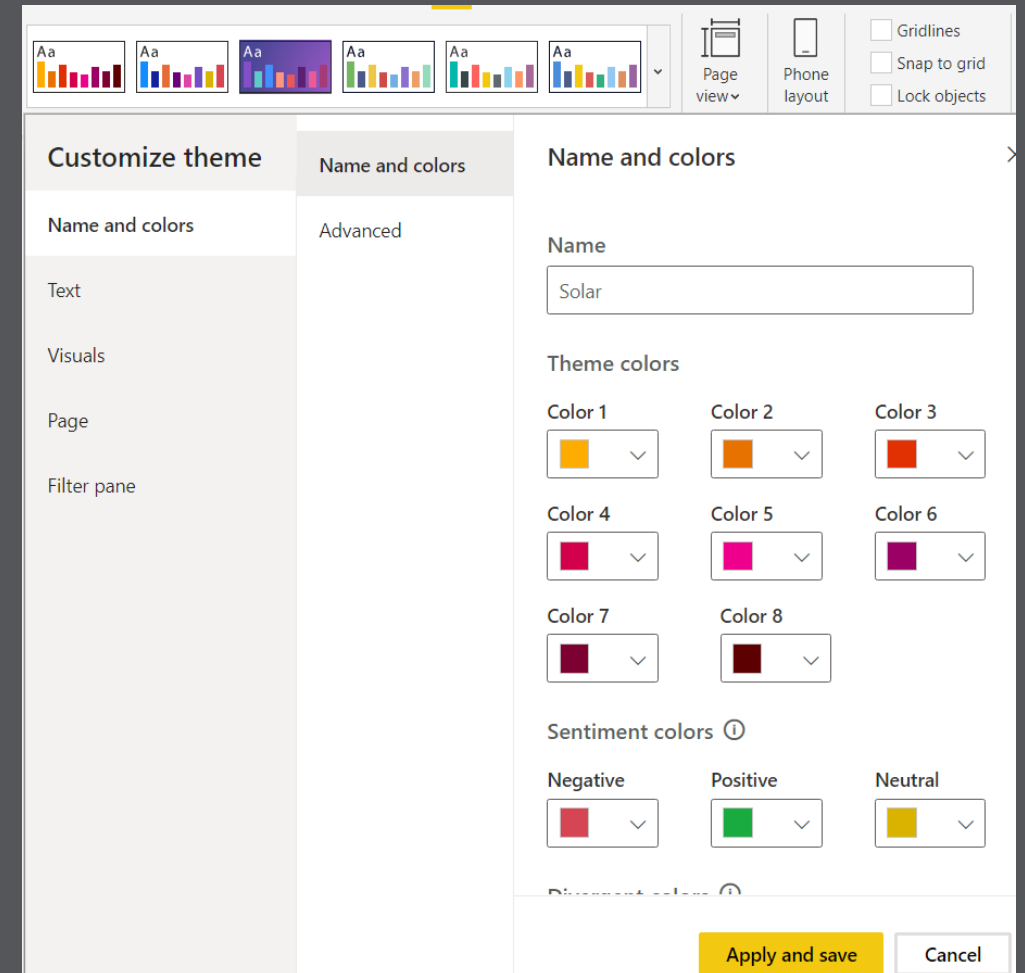 Aa Aa Aa Aa Aa Aa
Page view
Phone layout
Gridlines
Snap to grid
Lock objects
Customize theme
Name and colors
Text
Visuals
Page
Filter pane
Name and colors
Advanced
Name and colors
Name
Solar
Theme colors
Color 1 Color 2 Color 3
Color 4 Color 5 Color 6
Color 7 Color 8
Sentiment colors
Negative Positive Neutral
Divergent colors
Apply and save Cancel